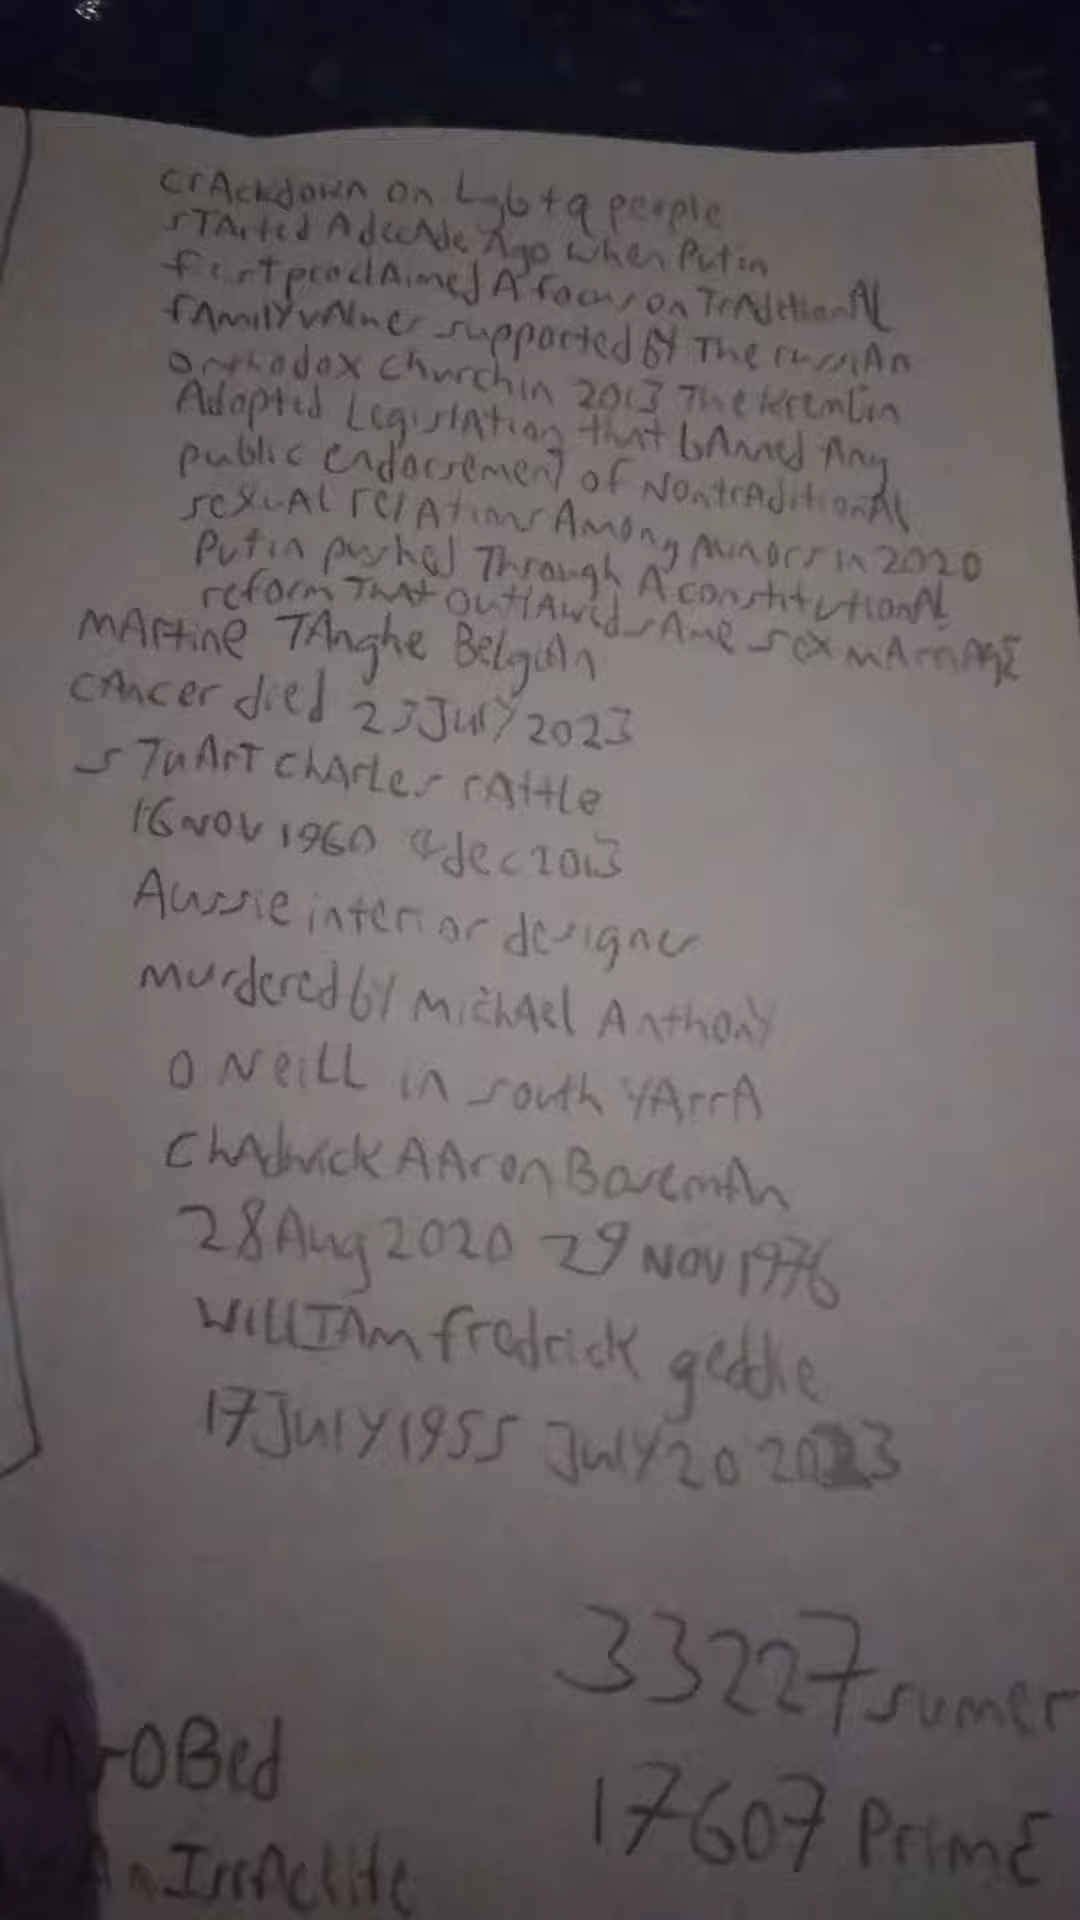 crAckdown on Lgbtq people
sTArted A decAde Ago when Putin
first proclAimed A focus on TrAditionAl
fAmily vAlues supported By The russiAn
orthodox church in 2013 The Kremlin
Adopted LegislAtion that bAnned Any
public endorsement of NontrAditionAl
sexuAl relAtions Among Minors in 2020
Putin pushed Through A constitutionAl
reform ThAt outlAwed sAme sex mArriAgE
mArtine TAnghe BelgiAn
cAncer died 23 July 2023
sTuArT chArles rAttle
16 NOV 1960 4 dec 2013
Aussie interior designer
murdered by MichAel Anthony
O NeiLL in south YArrA
ChAdwick AAron BosemAn
28 Aug 2020 29 NOV 1976
WiLLIAm fredrick geddie
17 July 1955 July 20 2023
33227 sumer
OBed
17607 PrimE
An IsrAelite